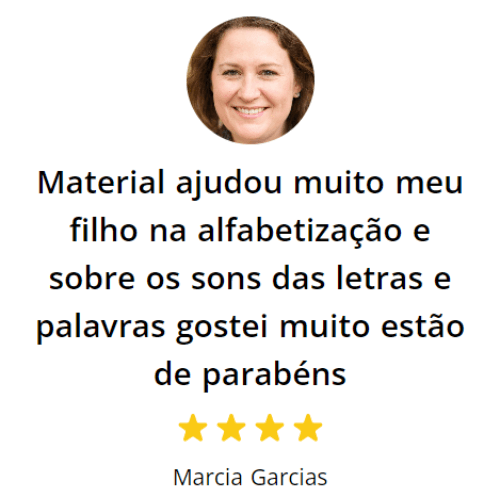 Material ajudou muito meu
filho na alfabetização e
sobre os sons das letras e
palavras gostei muito estão
de parabéns
Marcia Garcias